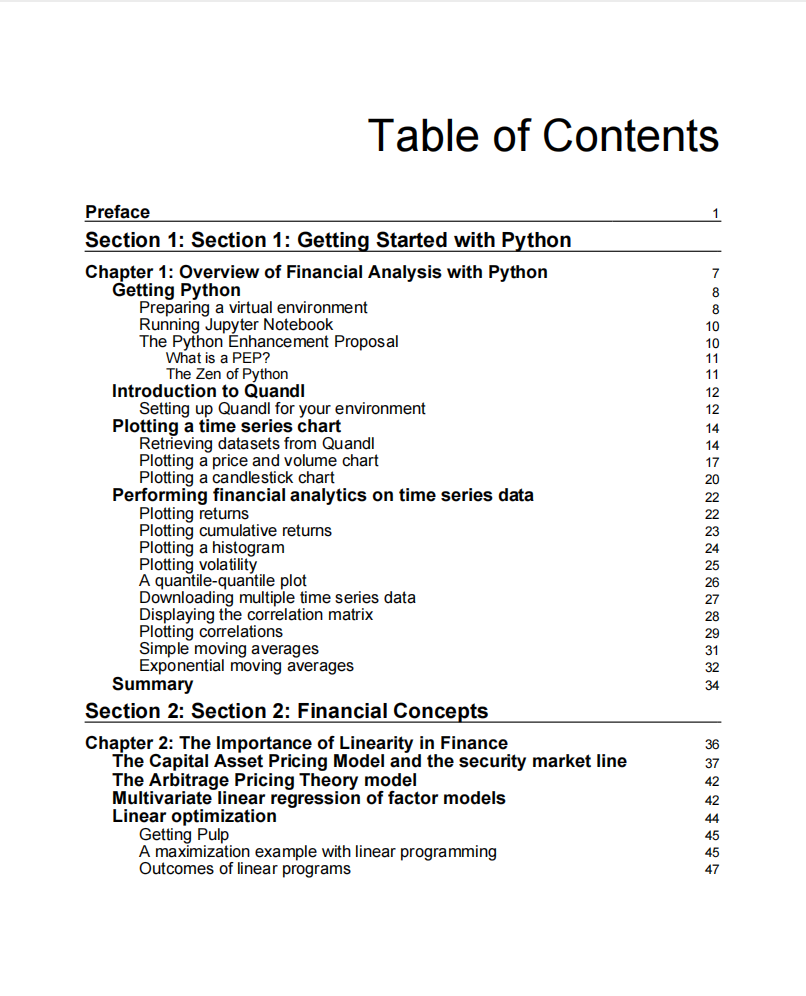 Table of Contents
Preface 1
Section 1: Section 1: Getting Started with Python
Chapter 1: Overview of Financial Analysis with Python 7
Getting Python 8
Preparing a virtual environment 8
Running Jupyter Notebook 10
The Python Enhancement Proposal 10
What is a PEP? 11
The Zen of Python 11
Introduction to Quandl 12
Setting up Quandl for your environment 12
Plotting a time series chart 14
Retrieving datasets from Quandl 14
Plotting a price and volume chart 17
Plotting a candlestick chart 20
Performing financial analytics on time series data 22
Plotting returns 22
Plotting cumulative returns 23
Plotting a histogram 24
Plotting volatility 25
A quantile-quantile plot 26
Downloading multiple time series data 27
Displaying the correlation matrix 28
Plotting correlations 29
Simple moving averages 31
Exponential moving averages 32
Summary 34
Section 2: Section 2: Financial Concepts
Chapter 2: The Importance of Linearity in Finance 36
The Capital Asset Pricing Model and the security market line 37
The Arbitrage Pricing Theory model 42
Multivariate linear regression of factor models 42
Linear optimization 44
Getting Pulp 45
A maximization example with linear programming 45
Outcomes of linear programs 47